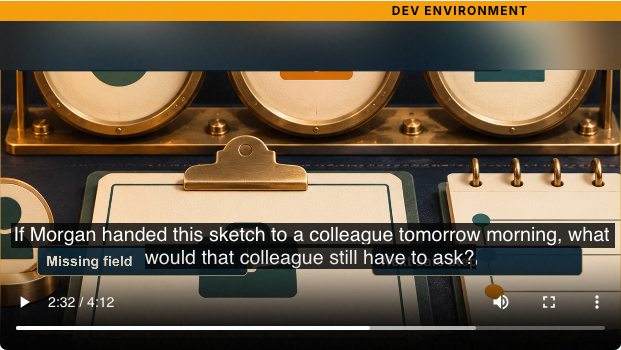 DEV ENVIRONMENT
If Morgan handed this sketch to a colleague tomorrow morning, what
would that colleague still have to ask?
Missing field
2:32 / 4:12